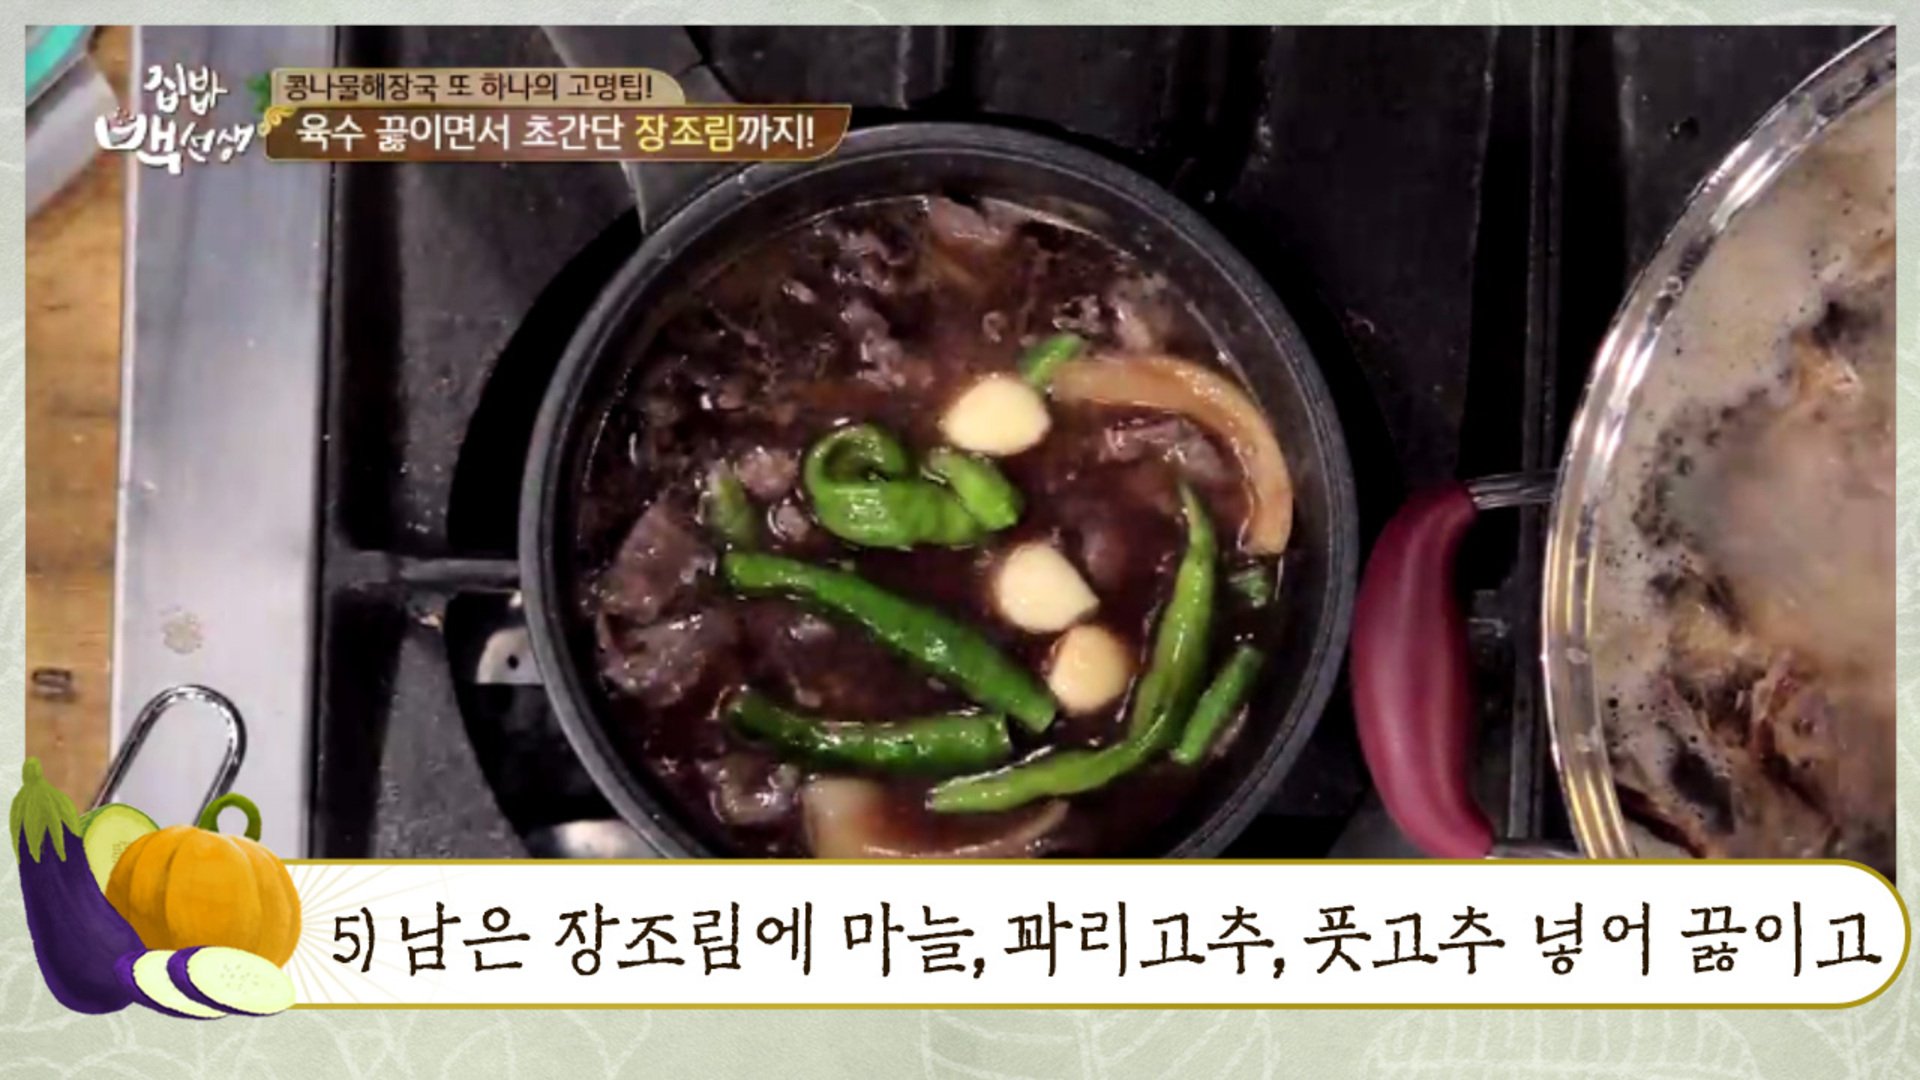 집밥
백선생
콩나물해장국 또 하나의 고명팁!
육수 끓이면서 초간단 장조림까지!
5) 남은 장조림에 마늘, 꽈리고추, 풋고추 넣어 끓이고